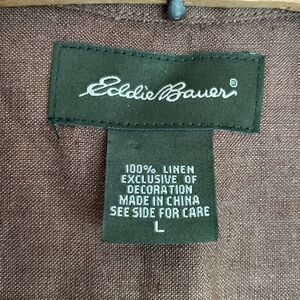 Eddie Bauer®
100% LINEN
EXCLUSIVE OF
DECORATION
MADE IN CHINA
SEE SIDE FOR CARE
L